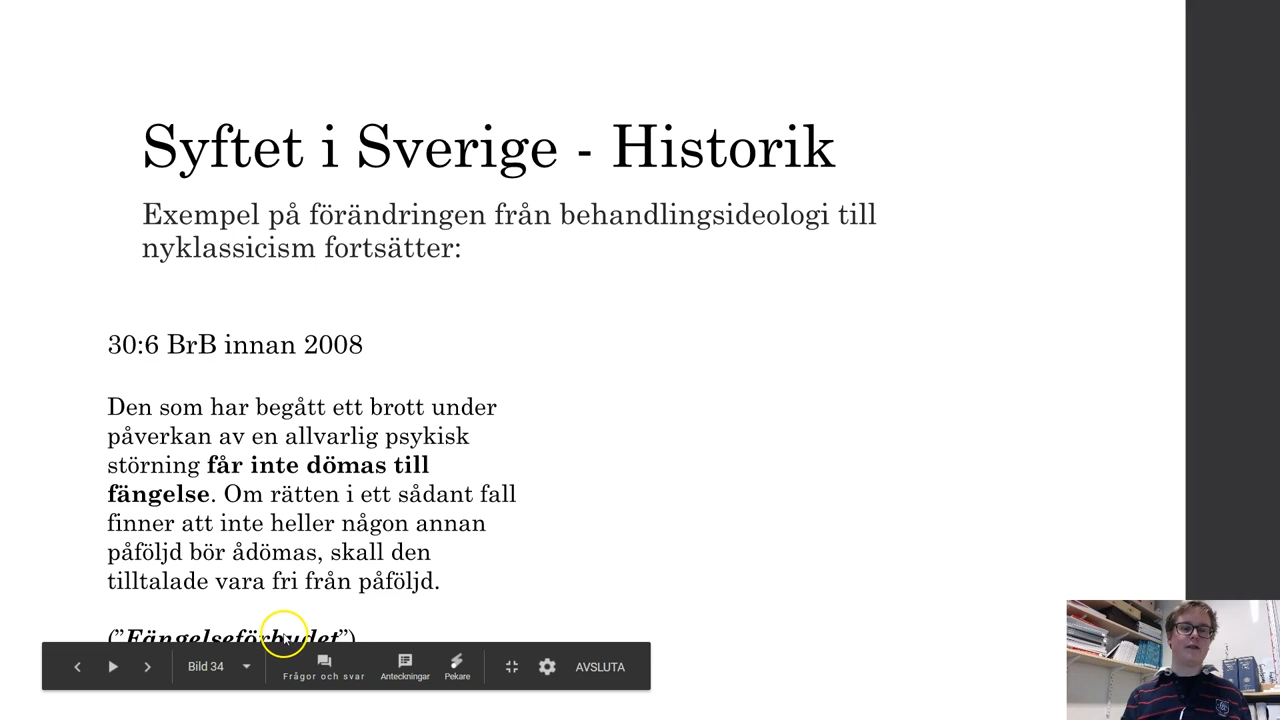 Syftet i Sverige - Historik
Exempel på förändringen från behandlingsideologi till
nyklassicism fortsätter:
30:6 BrB innan 2008
Den som har begått ett brott under
påverkan av en allvarlig psykisk
störning får inte dömas till
fängelse. Om rätten i ett sådant fall
finner att inte heller någon annan
påföljd bör ådömas, skall den
tilltalade vara fri från påföljd.
("Fängelseförbudet")
Bild 34
Frågor och svar
Anteckningar
Pekare
AVSLUTA